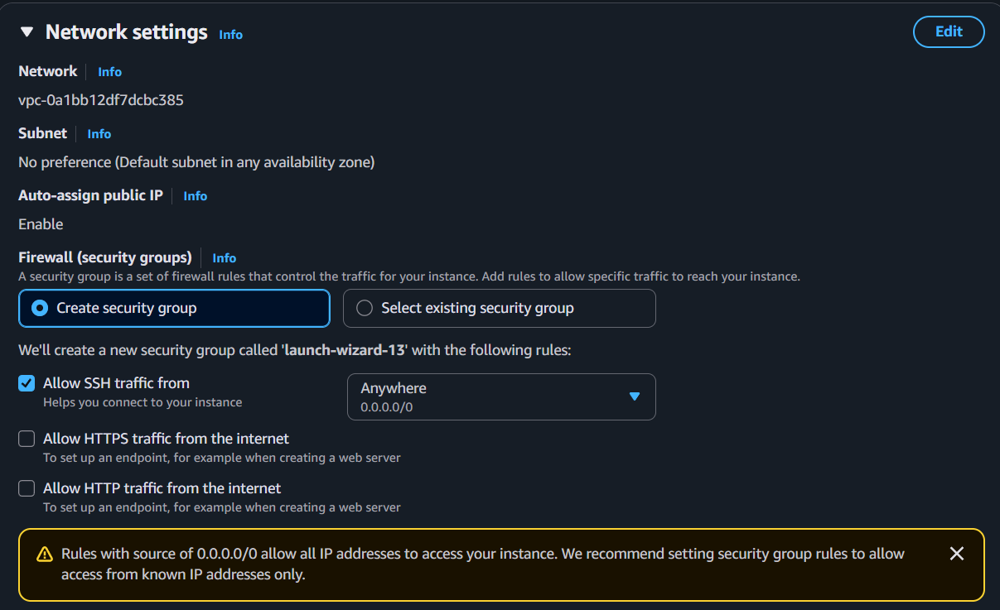 Network settings Info
Edit
Network Info
vpc-0a1bb12df7dcbc385
Subnet Info
No preference (Default subnet in any availability zone)
Auto-assign public IP Info
Enable
Firewall (security groups) Info
A security group is a set of firewall rules that control the traffic for your instance. Add rules to allow specific traffic to reach your instance.
Create security group
Select existing security group
We'll create a new security group called 'launch-wizard-13' with the following rules:
Allow SSH traffic from
Helps you connect to your instance
Anywhere
0.0.0.0/0
Allow HTTPS traffic from the internet
To set up an endpoint, for example when creating a web server
Allow HTTP traffic from the internet
To set up an endpoint, for example when creating a web server
Rules with source of 0.0.0.0/0 allow all IP addresses to access your instance. We recommend setting security group rules to allow
access from known IP addresses only.